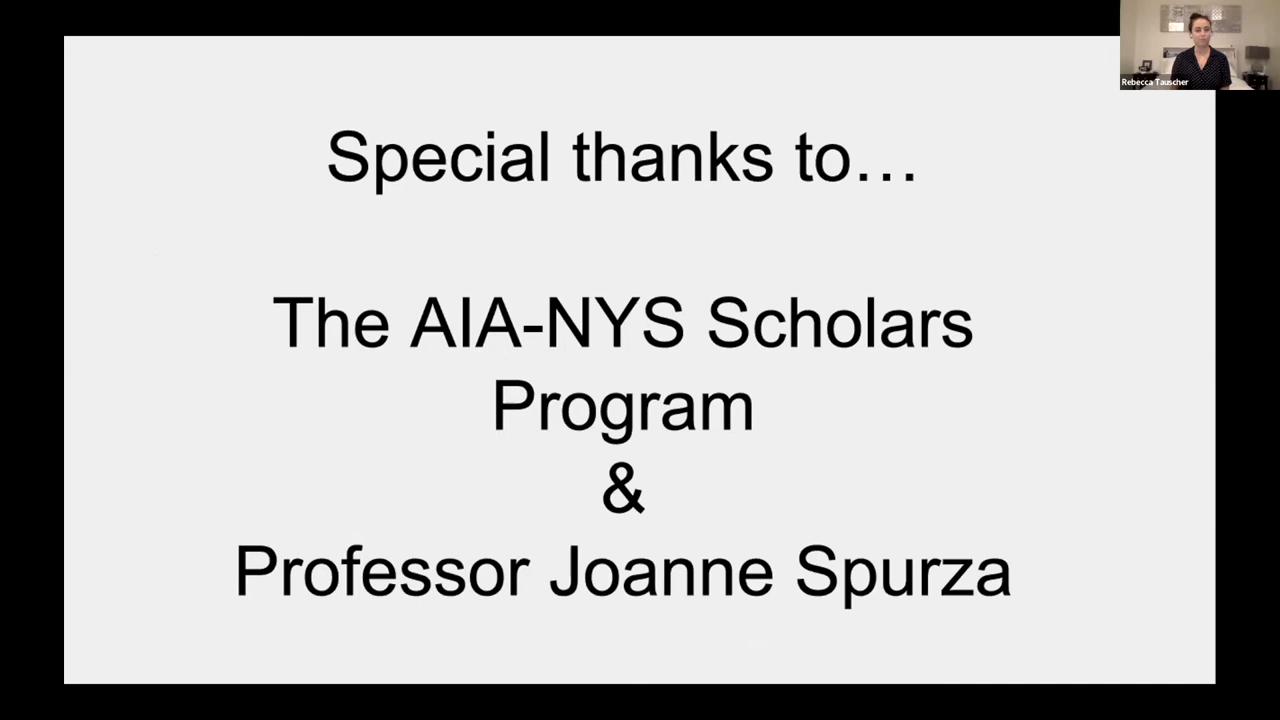 Rebecca Tauscher
Special thanks to…
The AIA-NYS Scholars
Program
&
Professor Joanne Spurza